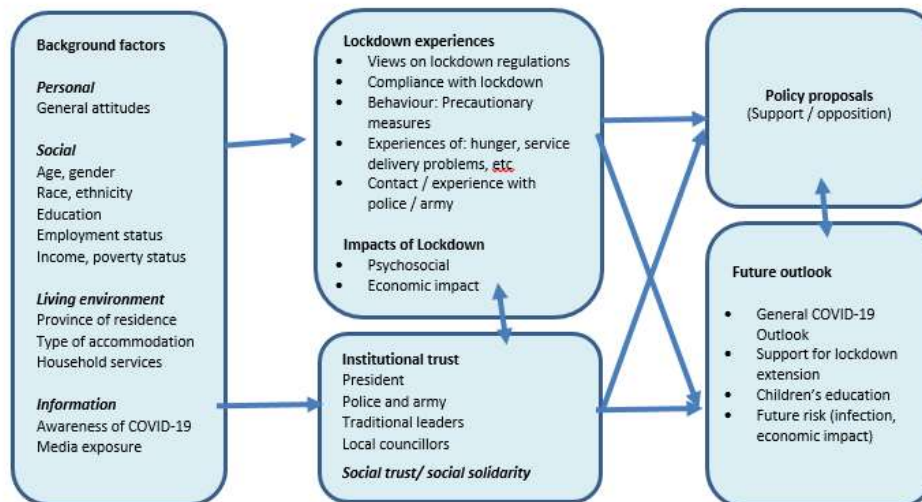 Background factors
Personal
General attitudes
Social
Age, gender
Race, ethnicity
Education
Employment status
Income, poverty status
Living environment
Province of residence
Type of accommodation
Household services
Information
Awareness of COVID-19
Media exposure
Lockdown experiences
• Views on lockdown regulations
• Compliance with lockdown
• Behaviour: Precautionary
measures
• Experiences of: hunger, service
delivery problems, etc
• Contact / experience with
police / army
Impacts of Lockdown
• Psychosocial
• Economic impact
Institutional trust
President
Police and army
Traditional leaders
Local councillors
Social trust/ social solidarity
Policy proposals
(Support / opposition)
Future outlook
• General COVID-19
Outlook
• Support for lockdown
extension
• Children's education
• Future risk (infection,
economic impact)